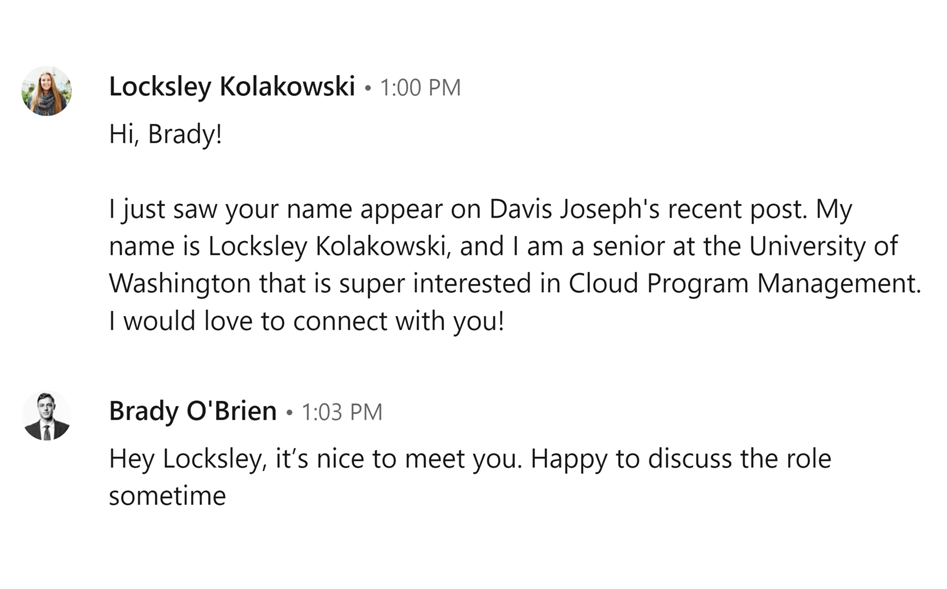 Locksley Kolakowski • 1:00 PM
Hi, Brady!
I just saw your name appear on Davis Joseph's recent post. My
name is Locksley Kolakowski, and I am a senior at the University of
Washington that is super interested in Cloud Program Management.
I would love to connect with you!
Brady O'Brien • 1:03 PM
Hey Locksley, it’s nice to meet you. Happy to discuss the role
sometime